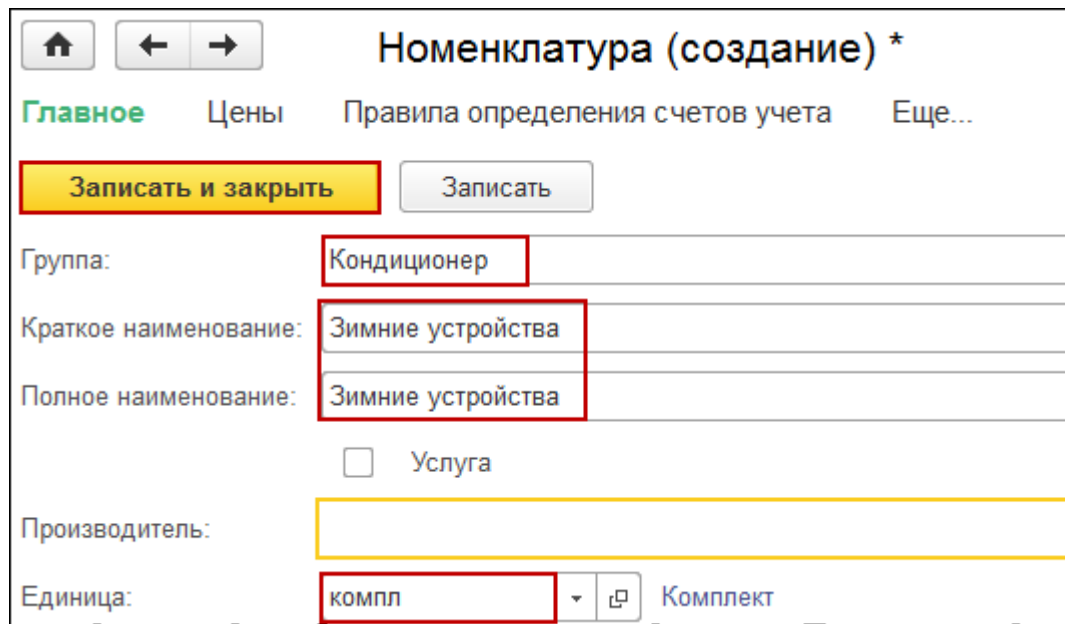 Номенклатура (создание) *
Главное Цены Правила определения счетов учета Еще...
Записать и закрыть Записать
Группа: Кондиционер
Краткое наименование: Зимние устройства
Полное наименование: Зимние устройства
Услуга
Производитель:
Единица: компл Комплект